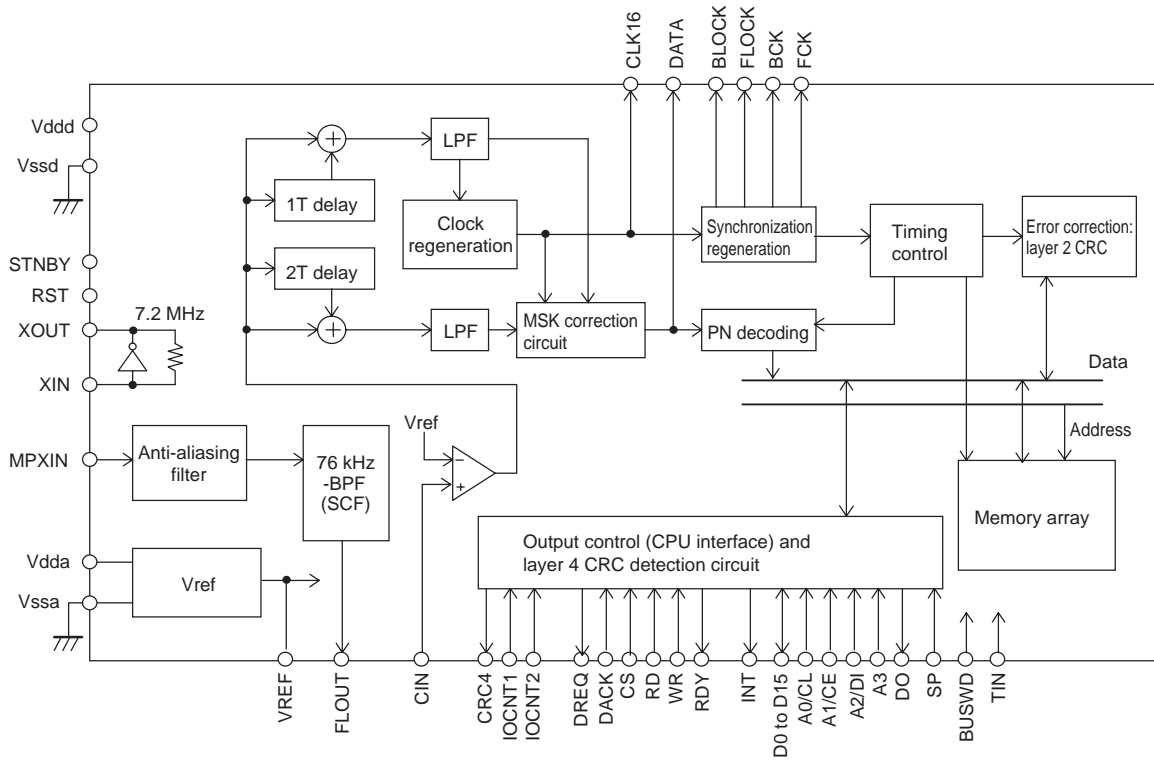 CLK16
DATA
BLOCK
FLOCK
BCK
FCK
Vddd
Vssd
STNBY
RST
XOUT
7.2 MHz
XIN
MPXIN
Vdda
Vssa
+
LPF
1T delay
Clock
regeneration
2T delay
+
LPF
MSK correction
circuit
Synchronization
regeneration
PN decoding
Timing
control
Error correction:
layer 2 CRC
Data
Address
Memory array
Anti-aliasing
filter
76 kHz
-BPF
(SCF)
Vref
−
+
Vref
Output control (CPU interface) and
layer 4 CRC detection circuit
VREF
FLOUT
CIN
CRC4
IOCNT1
IOCNT2
DREQ
DACK
CS
RD
WR
RDY
INT
D0 to D15
A0/CL
A1/CE
A2/DI
A3
DO
SP
BUSWD
TIN